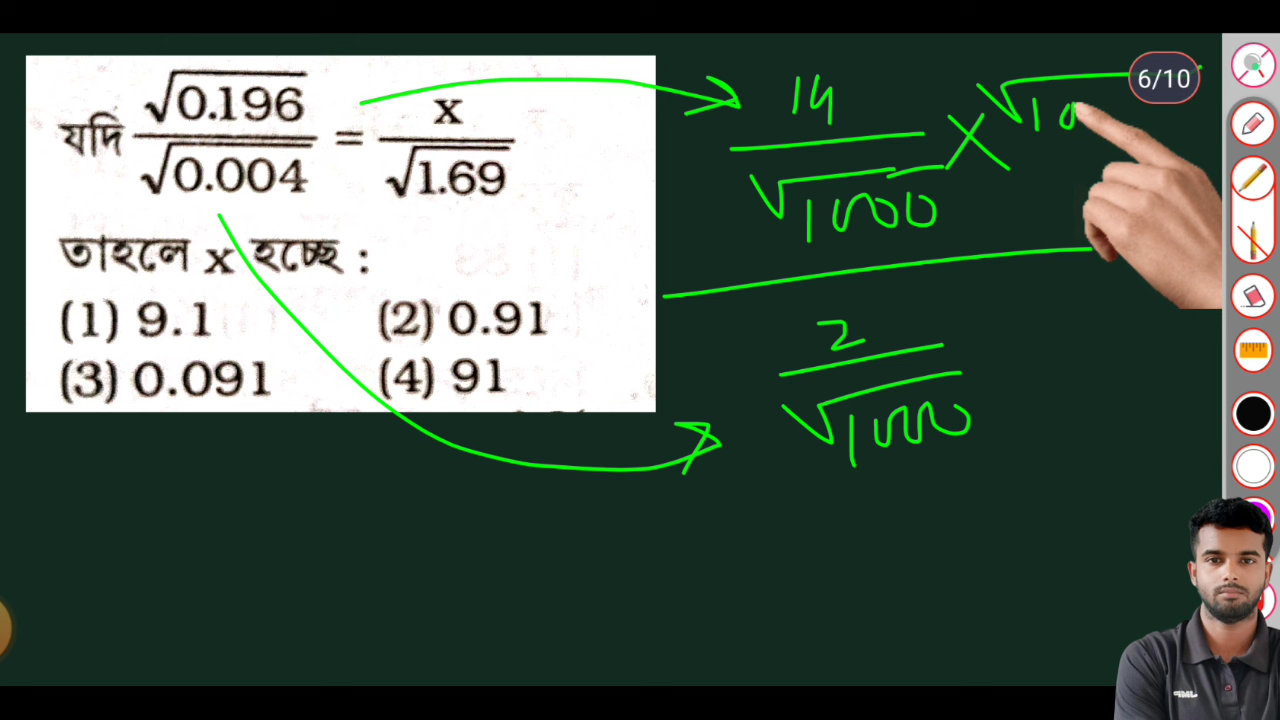 যদি √0.196 / √0.004 = x / √1.69
তাহলে x হচ্ছে :
(1) 9.1 (2) 0.91
(3) 0.091 (4) 91
14 / √1000 × √10
2 / √1000
6/10